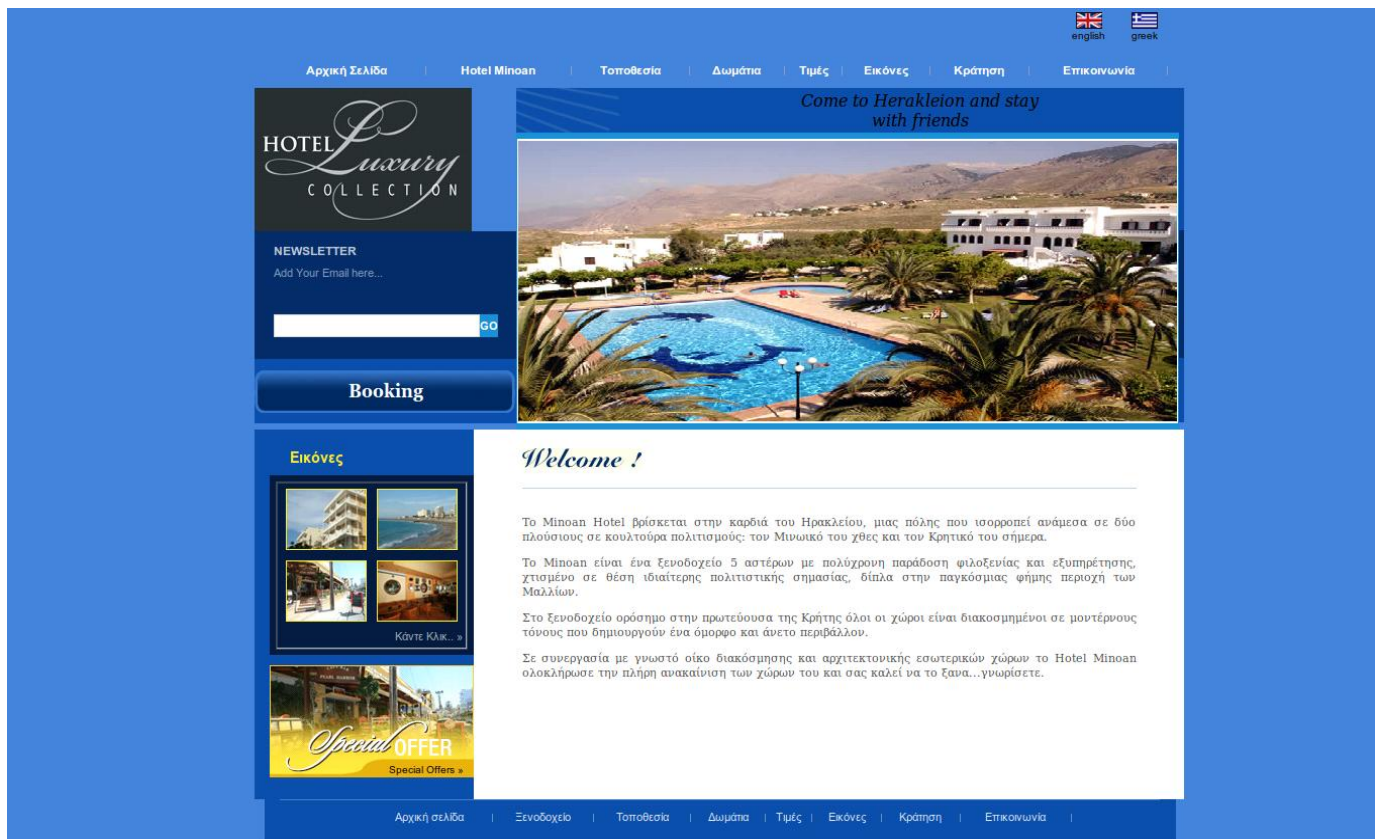 english greek
Αρχική Σελίδα | Hotel Minoan | Τοποθεσία | Δωμάτια | Τιμές | Εικόνες | Κράτηση | Επικοινωνία |
HOTEL Luxury
COLLECTION
Come to Herakleion and stay
with friends
NEWSLETTER
Add Your Email here...
GO
Booking
Εικόνες
Κάντε Κλικ... »
Special OFFER
Special Offers »
Welcome !
Το Minoan Hotel βρίσκεται στην καρδιά του Ηρακλείου, μιας πόλης που ισορροπεί ανάμεσα σε δύο
πλούσιους σε κουλτούρα πολιτισμούς: τον Μινωικό του χθες και τον Κρητικό του σήμερα.
Το Minoan είναι ένα ξενοδοχείο 5 αστέρων με πολύχρονη παράδοση φιλοξενίας και εξυπηρέτησης,
χτισμένο σε θέση ιδιαίτερης πολιτιστικής σημασίας, δίπλα στην παγκόσμιας φήμης περιοχή των
Μαλλίων.
Στο ξενοδοχείο ορόσημο στην πρωτεύουσα της Κρήτης όλοι οι χώροι είναι διακοσμημένοι σε μοντέρνους
τόνους που δημιουργούν ένα όμορφο και άνετο περιβάλλον.
Σε συνεργασία με γνωστό οίκο διακόσμησης και αρχιτεκτονικής εσωτερικών χώρων το Hotel Minoan
ολοκλήρωσε την πλήρη ανακαίνιση των χώρων του και σας καλεί να το ξανα...γνωρίσετε.
Αρχική σελίδα | Ξενοδοχείο | Τοποθεσία | Δωμάτια | Τιμές | Εικόνες | Κράτηση | Επικοινωνία |